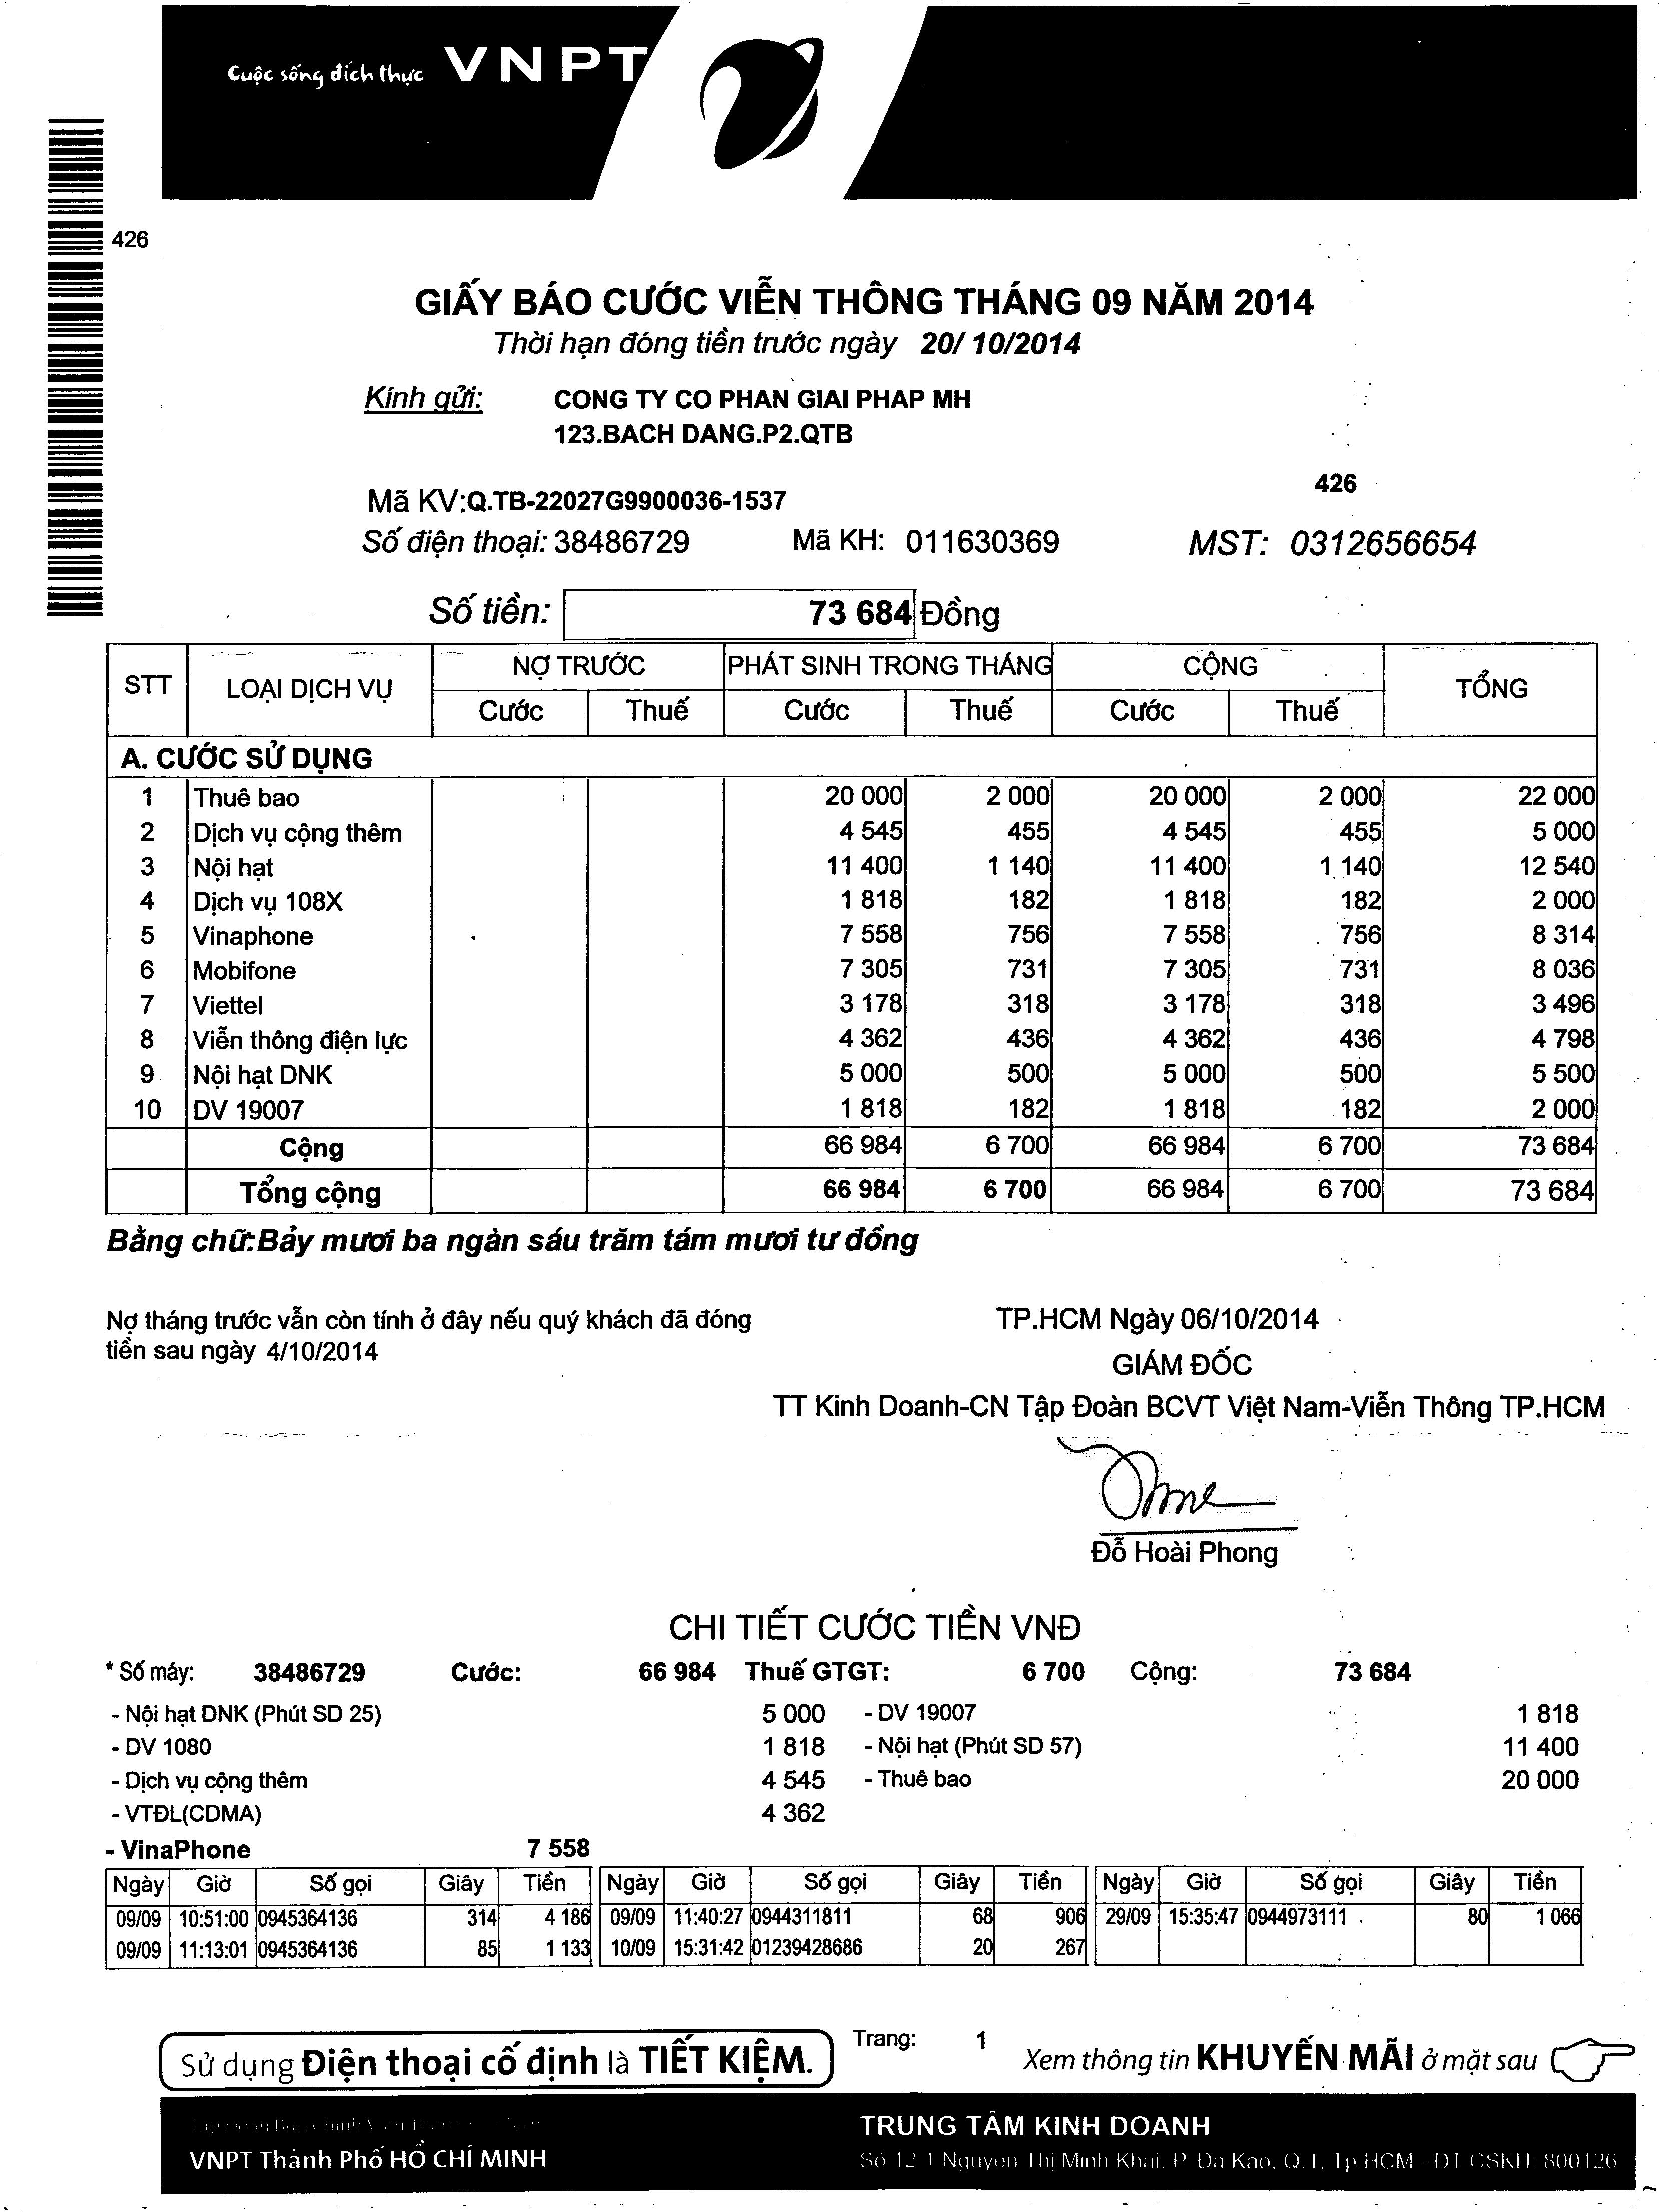 Cuộc sống đích thực VNPT
426
GIẤY BÁO CƯỚC VIỄN THÔNG THÁNG 09 NĂM 2014
Thời hạn đóng tiền trước ngày 20/ 10/2014
Kính gửi: CONG TY CO PHAN GIAI PHAP MH
123.BACH DANG.P2.QTB
426
Mã KV:Q.TB-22027G9900036-1537
Số điện thoại: 38486729 Mã KH: 011630369 MST: 0312656654
Số tiền: 73 684 Đồng
STT LOẠI DỊCH VỤ NỢ TRƯỚC PHÁT SINH TRONG THÁNG CỘNG TỔNG
Cước Thuế Cước Thuế Cước Thuế
A. CƯỚC SỬ DỤNG
1 Thuê bao 20 000 2 000 20 000 2 000 22 000
2 Dịch vụ cộng thêm 4 545 455 4 545 455 5 000
3 Nội hạt 11 400 1 140 11 400 1 140 12 540
4 Dịch vụ 108X 1 818 182 1 818 182 2 000
5 Vinaphone 7 558 756 7 558 756 8 314
6 Mobifone 7 305 731 7 305 731 8 036
7 Viettel 3 178 318 3 178 318 3 496
8 Viễn thông điện lực 4 362 436 4 362 436 4 798
9 Nội hạt DNK 5 000 500 5 000 500 5 500
10 DV 19007 1 818 182 1 818 182 2 000
Cộng 66 984 6 700 66 984 6 700 73 684
Tổng cộng 66 984 6 700 66 984 6 700 73 684
Bằng chữ:Bảy mươi ba ngàn sáu trăm tám mươi tư đồng
Nợ tháng trước vẫn còn tính ở đây nếu quý khách đã đóng
tiền sau ngày 4/10/2014
TP.HCM Ngày 06/10/2014
GIÁM ĐỐC
TT Kinh Doanh-CN Tập Đoàn BCVT Việt Nam-Viễn Thông TP.HCM
Đỗ Hoài Phong
CHI TIẾT CƯỚC TIỀN VNĐ
* Số máy: 38486729 Cước: 66 984 Thuế GTGT: 6 700 Cộng: 73 684
- Nội hạt DNK (Phút SD 25) 5 000 - DV 19007 1 818
- DV 1080 1 818 - Nội hạt (Phút SD 57) 11 400
- Dịch vụ cộng thêm 4 545 - Thuê bao 20 000
- VTĐL(CDMA) 4 362
- VinaPhone 7 558
Ngày Giờ Số gọi Giây Tiền Ngày Giờ Số gọi Giây Tiền Ngày Giờ Số gọi Giây Tiền
09/09 10:51:00 0945364136 314 4 186 09/09 11:40:27 0944311811 68 906 29/09 15:35:47 0944973111 80 1 066
09/09 11:13:01 0945364136 85 1 133 10/09 15:31:42 01239428686 20 267
Sử dụng Điện thoại cố định là TIẾT KIỆM.
Trang: 1
Xem thông tin KHUYẾN MÃI ở mặt sau
VNPT Thành Phố HỒ CHÍ MINH
TRUNG TÂM KINH DOANH
Nguyen Thị Minh Khai, P Đa Kao, Q.1, Tp.HCM - ĐT CSKH: 800126